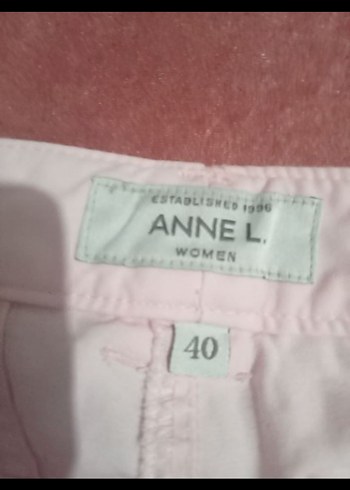 ESTABLISHED 1996
ANNE L.
WOMEN
40